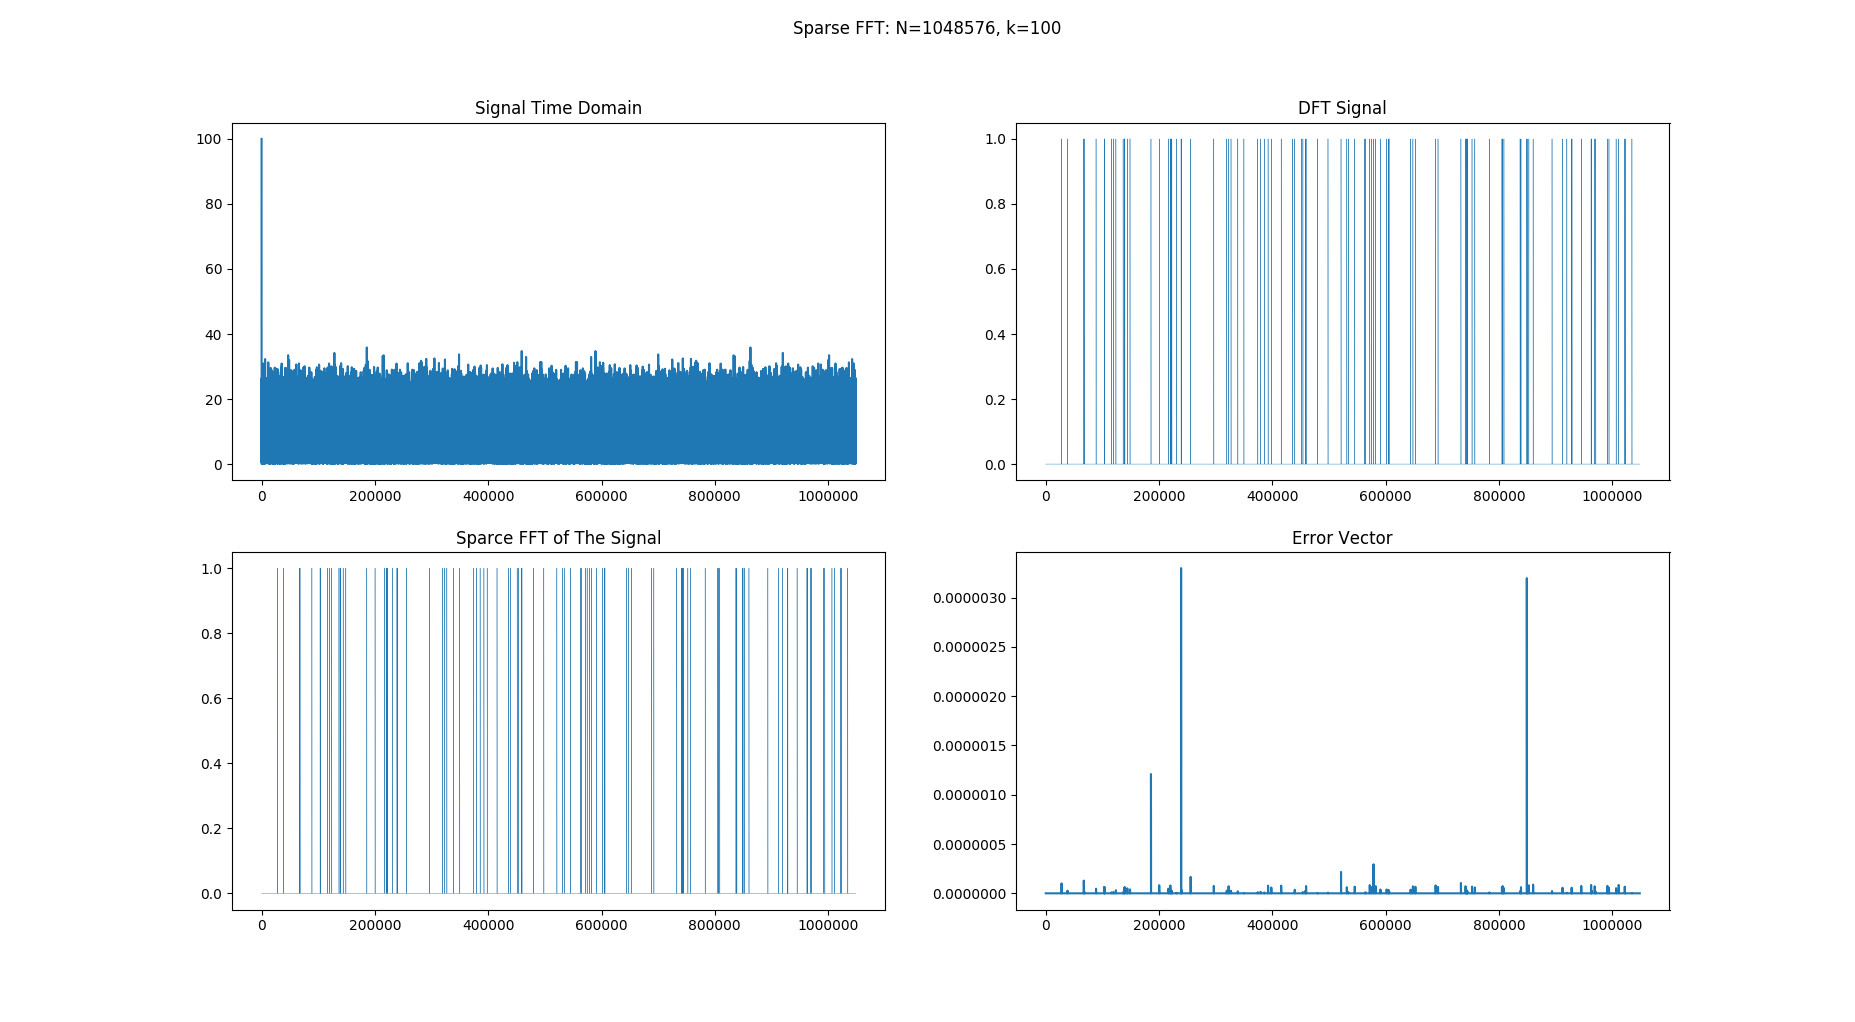 Sparse FFT: N=1048576, k=100
Signal Time Domain
100
80
60
40
20
0
0 200000 400000 600000 800000 1000000
DFT Signal
1.0
0.8
0.6
0.4
0.2
0.0
0 200000 400000 600000 800000 1000000
Sparce FFT of The Signal
1.0
0.8
0.6
0.4
0.2
0.0
0 200000 400000 600000 800000 1000000
Error Vector
0.0000030
0.0000025
0.0000020
0.0000015
0.0000010
0.0000005
0.0000000
0 200000 400000 600000 800000 1000000